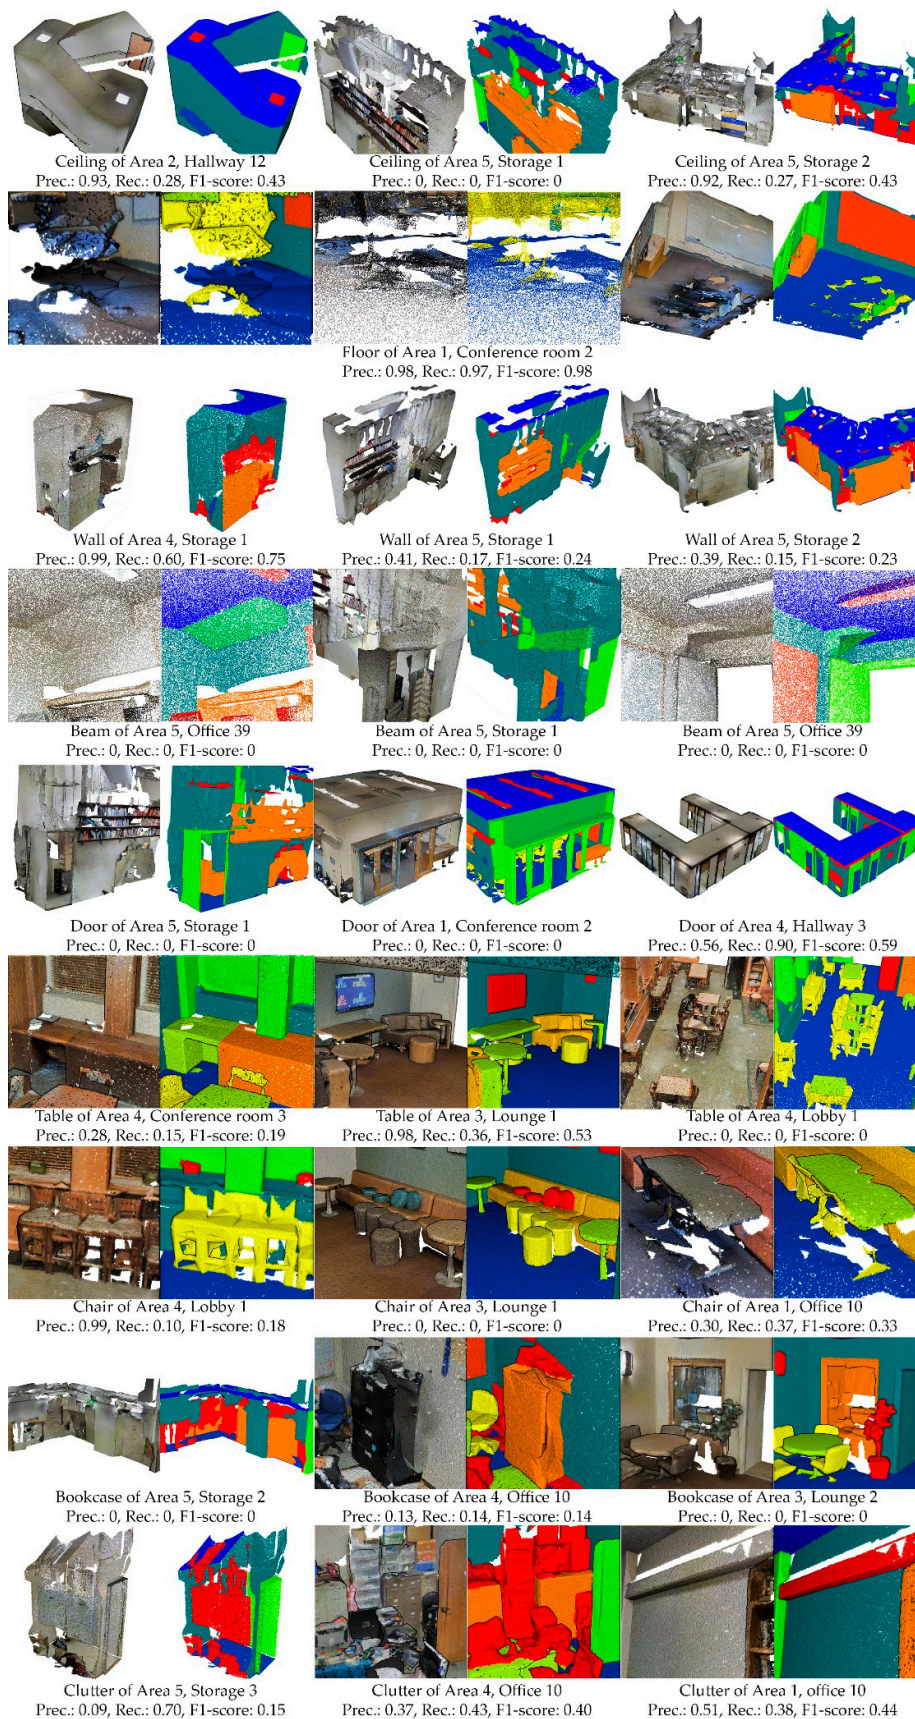 Ceiling of Area 2, Hallway 12
Prec.: 0.93, Rec.: 0.28, F1-score: 0.43
Ceiling of Area 5, Storage 1
Prec.: 0, Rec.: 0, F1-score: 0
Ceiling of Area 5, Storage 2
Prec.: 0.92, Rec.: 0.27, F1-score: 0.43
Floor of Area 1, Conference room 2
Prec.: 0.98, Rec.: 0.97, F1-score: 0.98
Wall of Area 4, Storage 1
Prec.: 0.99, Rec.: 0.60, F1-score: 0.75
Wall of Area 5, Storage 1
Prec.: 0.41, Rec.: 0.17, F1-score: 0.24
Wall of Area 5, Storage 2
Prec.: 0.39, Rec.: 0.15, F1-score: 0.23
Beam of Area 5, Office 39
Prec.: 0, Rec.: 0, F1-score: 0
Beam of Area 5, Storage 1
Prec.: 0, Rec.: 0, F1-score: 0
Beam of Area 5, Office 39
Prec.: 0, Rec.: 0, F1-score: 0
Door of Area 5, Storage 1
Prec.: 0, Rec.: 0, F1-score: 0
Door of Area 1, Conference room 2
Prec.: 0, Rec.: 0, F1-score: 0
Door of Area 4, Hallway 3
Prec.: 0.56, Rec.: 0.90, F1-score: 0.59
Table of Area 4, Conference room 3
Prec.: 0.28, Rec.: 0.15, F1-score: 0.19
Table of Area 3, Lounge 1
Prec.: 0.98, Rec.: 0.36, F1-score: 0.53
Table of Area 4, Lobby 1
Prec.: 0, Rec.: 0, F1-score: 0
Chair of Area 4, Lobby 1
Prec.: 0.99, Rec.: 0.10, F1-score: 0.18
Chair of Area 3, Lounge 1
Prec.: 0, Rec.: 0, F1-score: 0
Chair of Area 1, Office 10
Prec.: 0.30, Rec.: 0.37, F1-score: 0.33
Bookcase of Area 5, Storage 2
Prec.: 0, Rec.: 0, F1-score: 0
Bookcase of Area 4, Office 10
Prec.: 0.13, Rec.: 0.14, F1-score: 0.14
Bookcase of Area 3, Lounge 2
Prec.: 0, Rec.: 0, F1-score: 0
Clutter of Area 5, Storage 3
Prec.: 0.09, Rec.: 0.70, F1-score: 0.15
Clutter of Area 4, Office 10
Prec.: 0.37, Rec.: 0.43, F1-score: 0.40
Clutter of Area 1, office 10
Prec.: 0.51, Rec.: 0.38, F1-score: 0.44